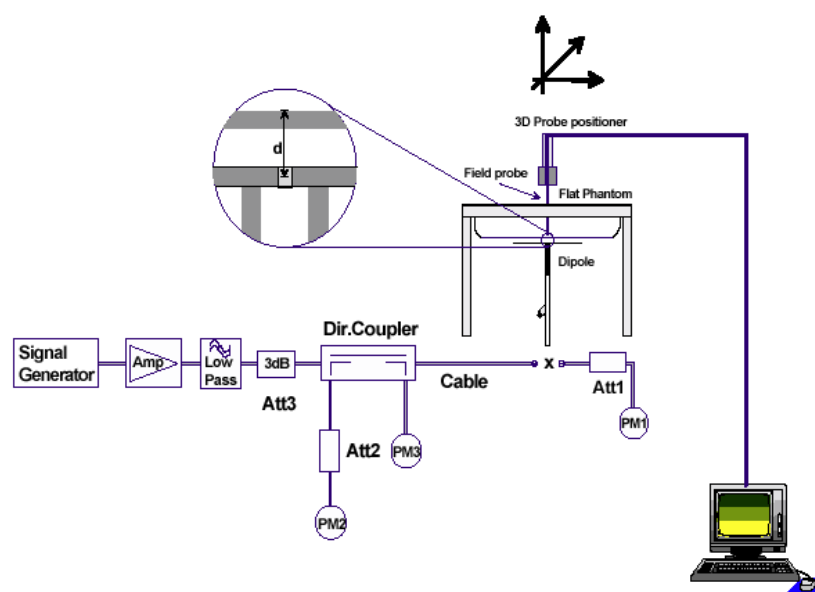 3D Probe positioner
d
Field probe
Flat Phantom
Dipole
Dir.Coupler
Signal
Generator
Amp
Low
Pass
3dB
Att3
Cable
x
Att1
PM1
Att2
PM3
PM2